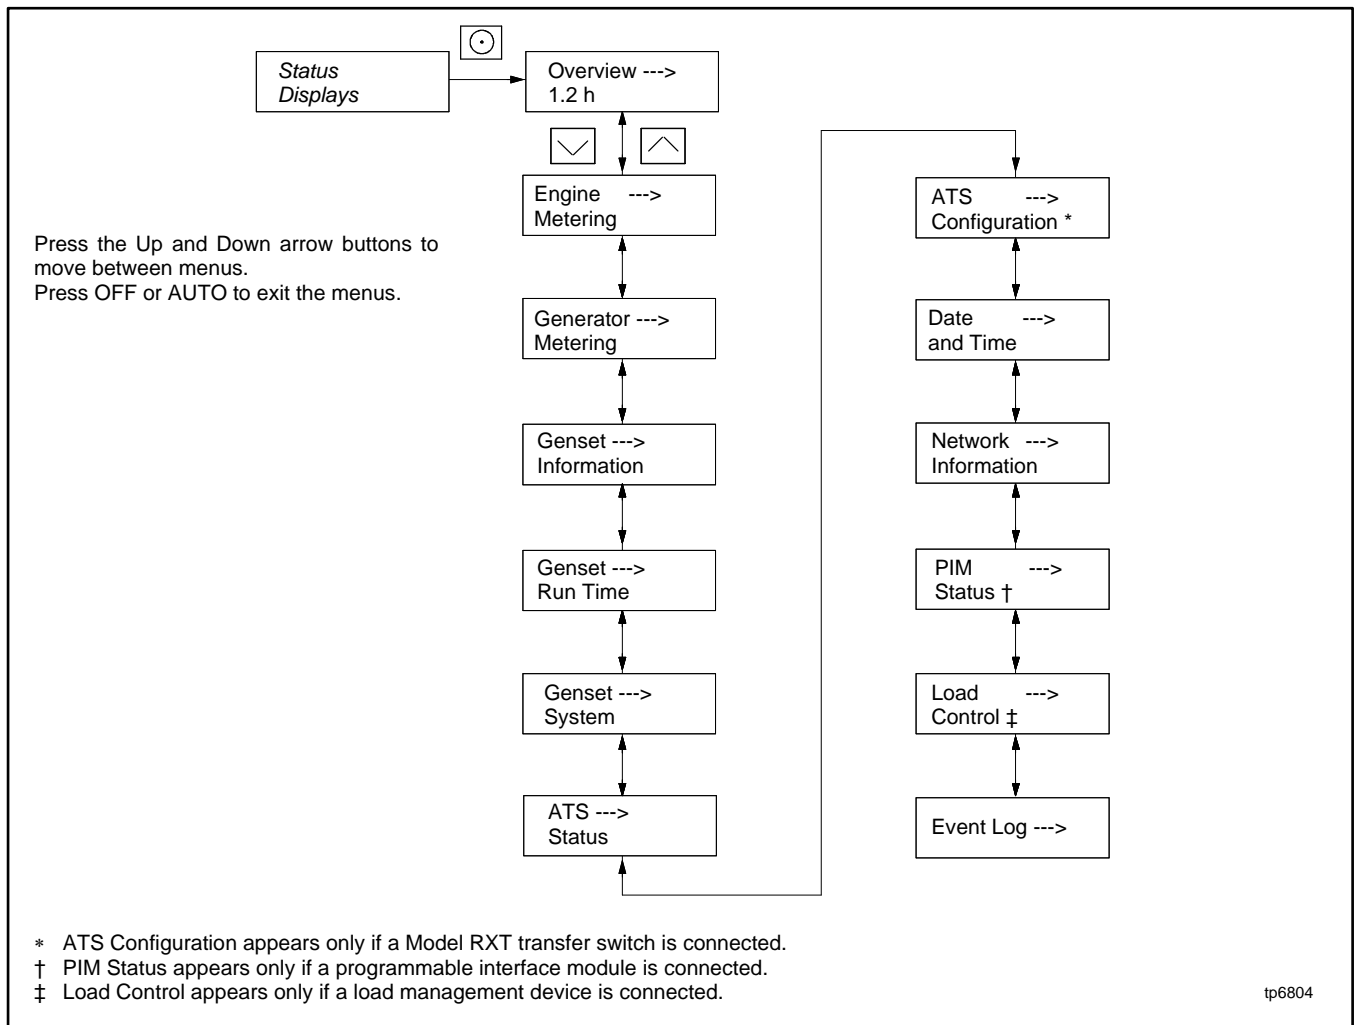 Status
Displays
Overview --->
1.2 h
Engine --->
Metering
Press the Up and Down arrow buttons to
move between menus.
Press OFF or AUTO to exit the menus.
Generator --->
Metering
Genset --->
Information
Genset --->
Run Time
Genset --->
System
ATS --->
Status
ATS --->
Configuration *
Date --->
and Time
Network --->
Information
PIM --->
Status †
Load --->
Control ‡
Event Log --->
* ATS Configuration appears only if a Model RXT transfer switch is connected.
† PIM Status appears only if a programmable interface module is connected.
‡ Load Control appears only if a load management device is connected.
tp6804